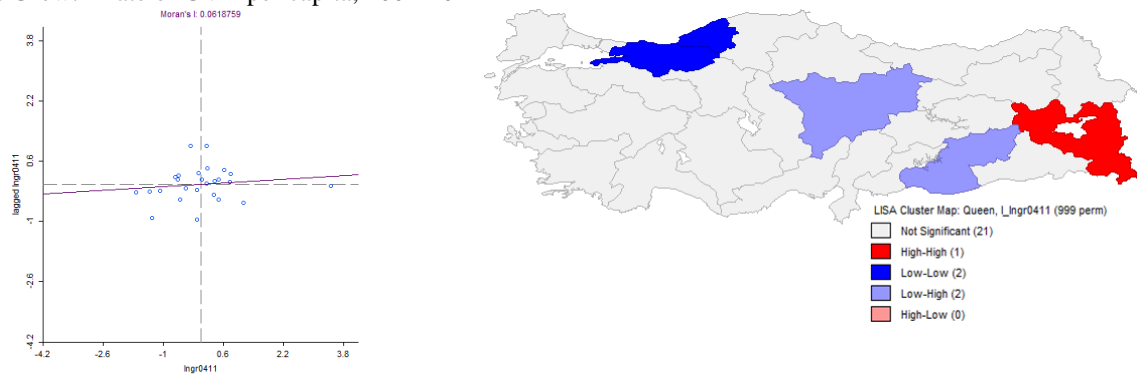 Moran's I: 0.0618759
3.8
2.2
0.6
-1
-2.6
-4.2
lagged lngr0411
-4.2 -2.6 -1 0.6 2.2 3.8
lngr0411
LISA Cluster Map: Queen, I_lngr0411 (999 perm)
Not Significant (21)
High-High (1)
Low-Low (2)
Low-High (2)
High-Low (0)